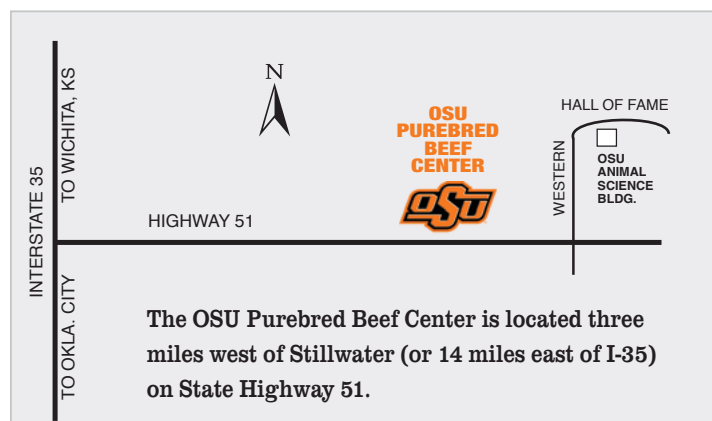 INTERSTATE 35
TO WICHITA, KS
TO OKLA. CITY
N
HIGHWAY 51
OSU
PUREBRED
BEEF
CENTER
OSU
WESTERN
HALL OF FAME
OSU
ANIMAL
SCIENCE
BLDG.
The OSU Purebred Beef Center is located three
miles west of Stillwater (or 14 miles east of I-35)
on State Highway 51.